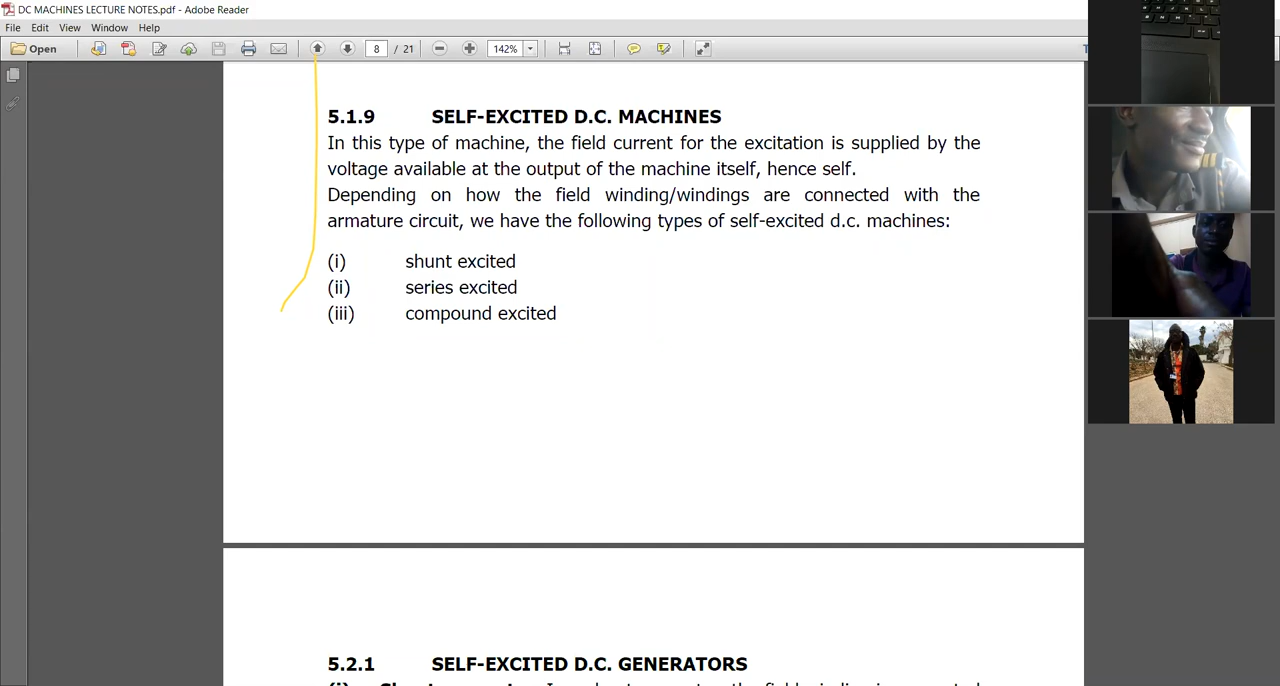 DC MACHINES LECTURE NOTES.pdf - Adobe Reader
File Edit View Window Help
Open 8 / 21 142%
5.1.9 SELF-EXCITED D.C. MACHINES
In this type of machine, the field current for the excitation is supplied by the
voltage available at the output of the machine itself, hence self.
Depending on how the field winding/windings are connected with the
armature circuit, we have the following types of self-excited d.c. machines:
(i) shunt excited
(ii) series excited
(iii) compound excited
5.2.1 SELF-EXCITED D.C. GENERATORS